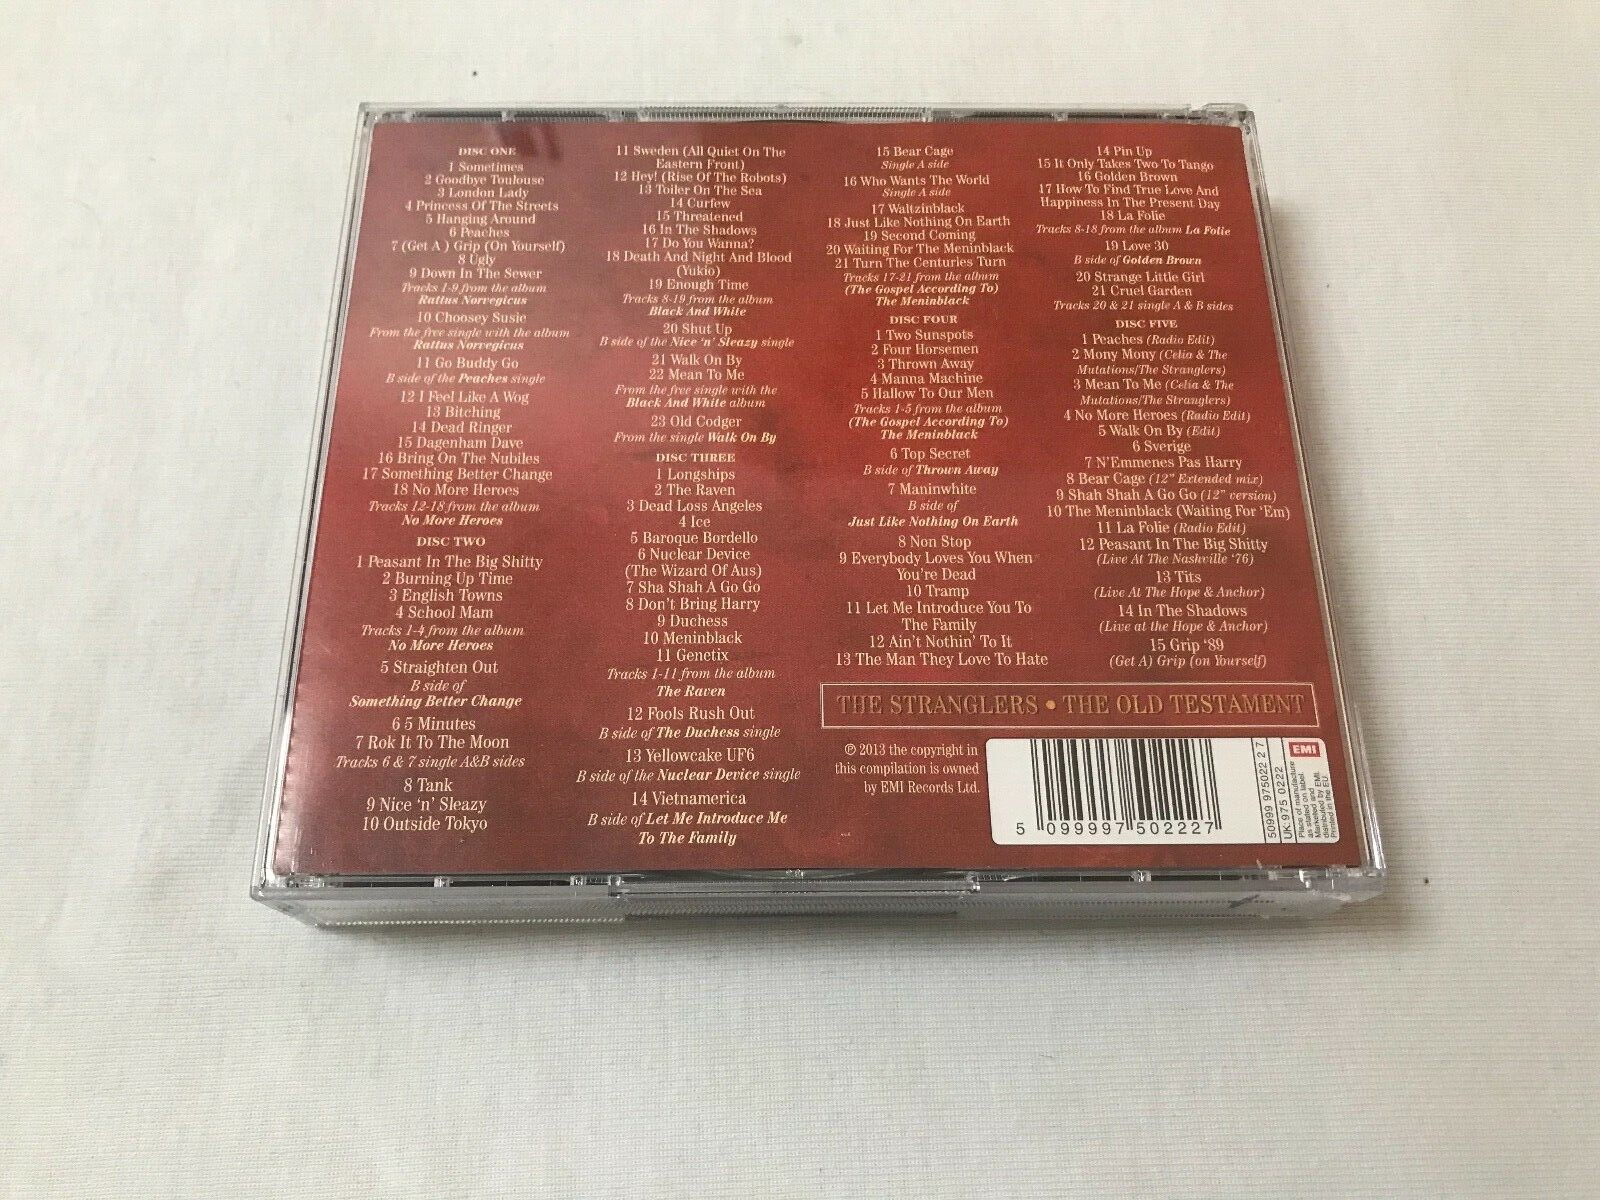 DISC ONE
1 Sometimes
2 Goodbye Toulouse
3 London Lady
4 Princess Of The Streets
5 Hanging Around
6 Peaches
7 (Get A ) Grip (On Yourself)
8 Ugly
9 Down In The Sewer
Tracks 1-9 from the album
Rattus Norvegicus
10 Choosey Susie
From the free single with the album
Rattus Norvegicus
11 Go Buddy Go
B side of the Peaches single
12 I Feel Like A Wog
13 Bitching
14 Dead Ringer
15 Dagenham Dave
16 Bring On The Nubiles
17 Something Better Change
18 No More Heroes
Tracks 12-18 from the album
No More Heroes
DISC TWO
1 Peasant In The Big Shitty
2 Burning Up Time
3 English Towns
4 School Mam
Tracks 1-4 from the album
No More Heroes
5 Straighten Out
B side of
Something Better Change
6 5 Minutes
7 Rok It To The Moon
Tracks 6 & 7 single A&B sides
8 Tank
9 Nice 'n' Sleazy
10 Outside Tokyo
11 Sweden (All Quiet On The
Eastern Front)
12 Hey! (Rise Of The Robots)
13 Toiler On The Sea
14 Curfew
15 Threatened
16 In The Shadows
17 Do You Wanna?
18 Death And Night And Blood
(Yukio)
19 Enough Time
Tracks 8-19 from the album
Black And White
20 Shut Up
B side of the Nice 'n' Sleazy single
21 Walk On By
22 Mean To Me
From the free single with the
Black And White album
23 Old Codger
From the single Walk On By
DISC THREE
1 Longships
2 The Raven
3 Dead Loss Angeles
4 Ice
5 Baroque Bordello
6 Nuclear Device
(The Wizard Of Aus)
7 Sha Shah A Go Go
8 Don't Bring Harry
9 Duchess
10 Meninblack
11 Genetix
Tracks 1-11 from the album
The Raven
12 Fools Rush Out
B side of The Duchess single
13 Yellowcake UF6
B side of the Nuclear Device single
14 Vietnamerica
B side of Let Me Introduce Me
To The Family
15 Bear Cage
Single A side
16 Who Wants The World
Single A side
17 Waltzinblack
18 Just Like Nothing On Earth
19 Second Coming
20 Waiting For The Meninblack
21 Turn The Centuries Turn
Tracks 17-21 from the album
(The Gospel According To)
The Meninblack
DISC FOUR
1 Two Sunspots
2 Four Horsemen
3 Thrown Away
4 Manna Machine
5 Hallow To Our Men
Tracks 1-5 from the album
(The Gospel According To)
The Meninblack
6 Top Secret
B side of Thrown Away
7 Maninwhite
B side of
Just Like Nothing On Earth
8 Non Stop
9 Everybody Loves You When
You're Dead
10 Tramp
11 Let Me Introduce You To
The Family
12 Ain't Nothin' To It
13 The Man They Love To Hate
14 Pin Up
15 It Only Takes Two To Tango
16 Golden Brown
17 How To Find True Love And
Happiness In The Present Day
18 La Folie
Tracks 8-18 from the album La Folie
19 Love 30
B side of Golden Brown
20 Strange Little Girl
21 Cruel Garden
Tracks 20 & 21 single A & B sides
DISC FIVE
1 Peaches (Radio Edit)
2 Mony Mony (Celia & The
Mutations/The Stranglers)
3 Mean To Me (Celia & The
Mutations/The Stranglers)
4 No More Heroes (Radio Edit)
5 Walk On By (Edit)
6 Sverige
7 N'Emmenes Pas Harry
8 Bear Cage (12" Extended mix)
9 Shah Shah A Go Go (12" version)
10 The Meninblack (Waiting For 'Em)
11 La Folie (Radio Edit)
12 Peasant In The Big Shitty
(Live At The Nashville '76)
13 Tits
(Live At The Hope & Anchor)
14 In The Shadows
(Live at the Hope & Anchor)
15 Grip '89
(Get A) Grip (on Yourself)
THE STRANGLERS • THE OLD TESTAMENT
℗ 2013 the copyright in
this compilation is owned
by EMI Records Ltd.
5 099997 502227
50999 975022 2 7
UK: 975 0222
EMI
Place of manufacture
as stated on label.
Marketed and
distributed by EMI.
Printed in the EU.